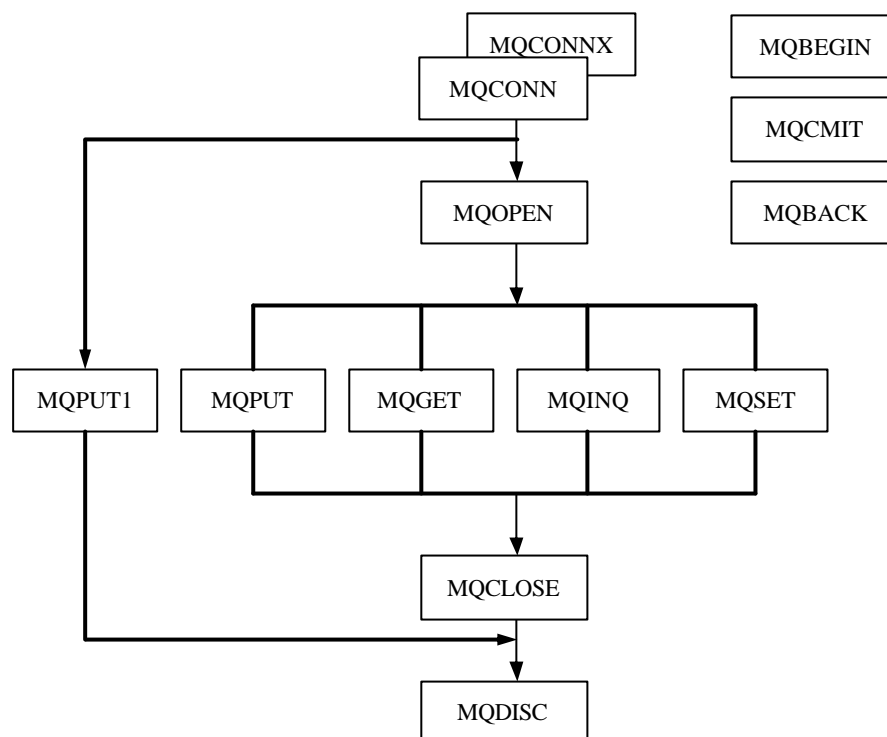 MQCONNX
MQBEGIN
MQCONN
MQCMIT
MQOPEN
MQBACK
MQPUT1
MQPUT
MQGET
MQINQ
MQSET
MQCLOSE
MQDISC